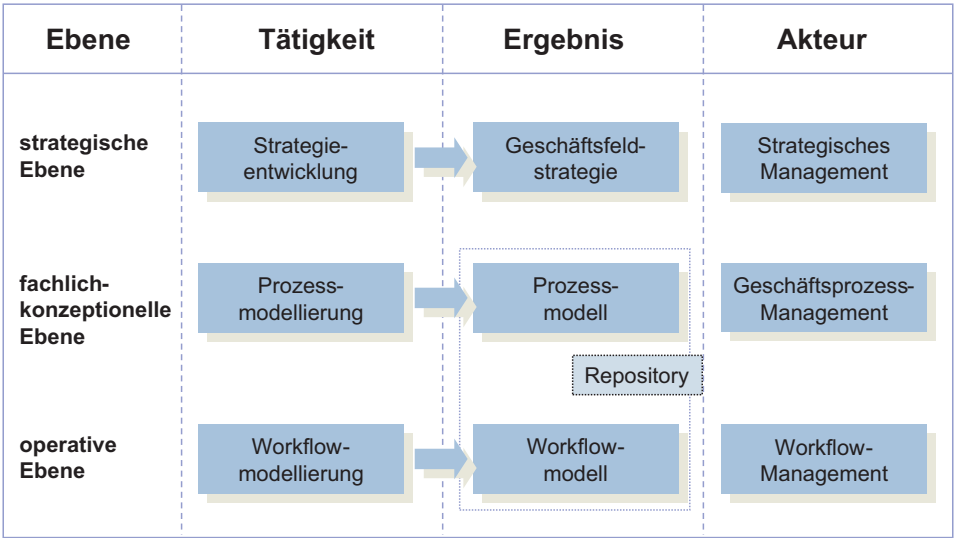 Ebene
Tätigkeit
Ergebnis
Akteur
strategische
Ebene
Strategie-
entwicklung
Geschäftsfeld-
strategie
Strategisches
Management
fachlich-
konzeptionelle
Ebene
Prozess-
modellierung
Prozess-
modell
Geschäftsprozess-
Management
Repository
operative
Ebene
Workflow-
modellierung
Workflow-
modell
Workflow-
Management